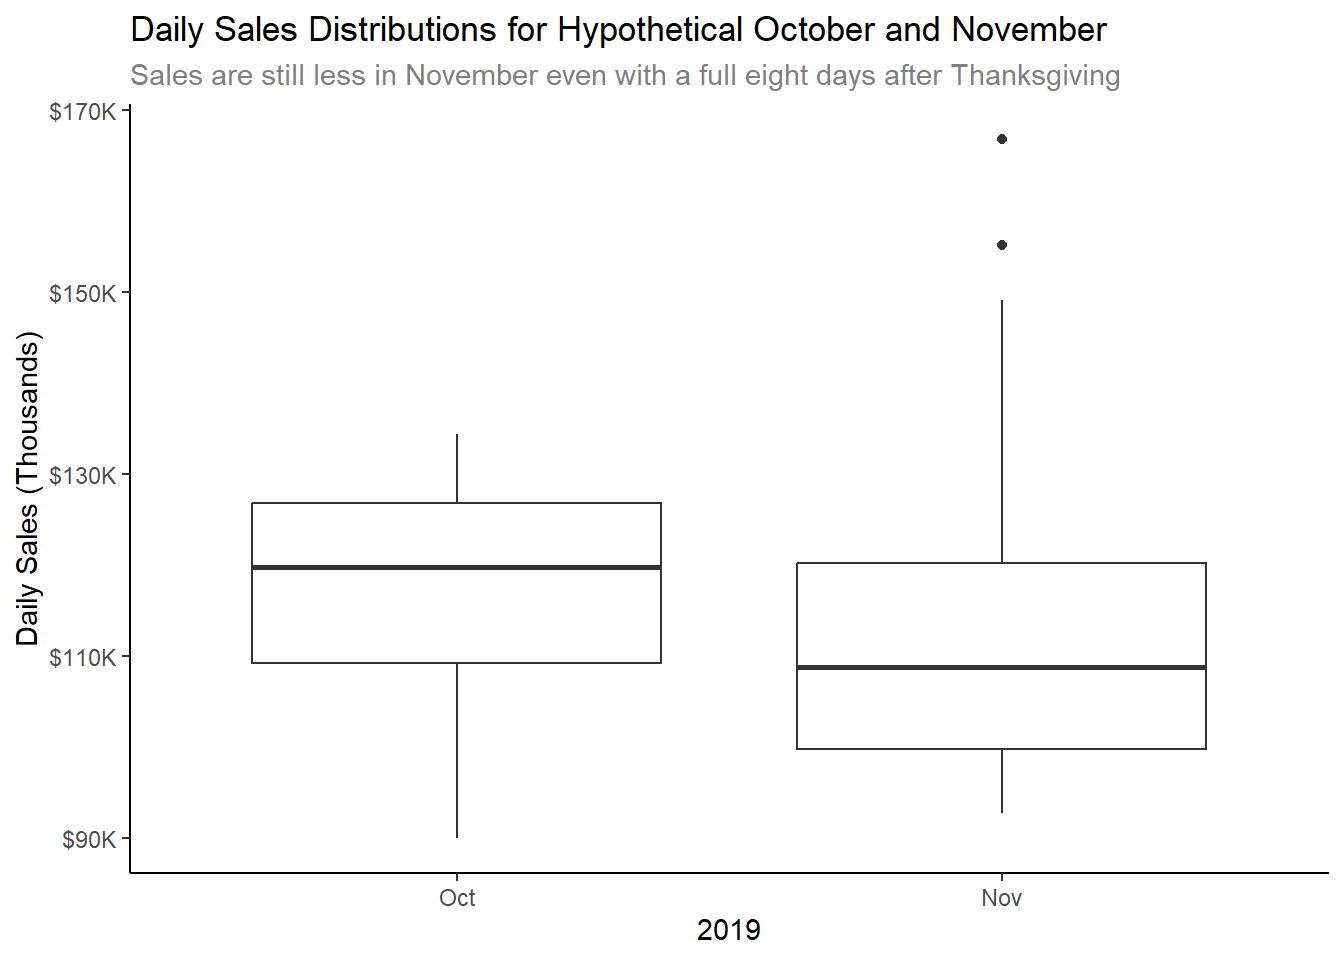 Daily Sales Distributions for Hypothetical October and November
Sales are still less in November even with a full eight days after Thanksgiving
Daily Sales (Thousands)
$170K
$150K
$130K
$110K
$90K
Oct
Nov
2019